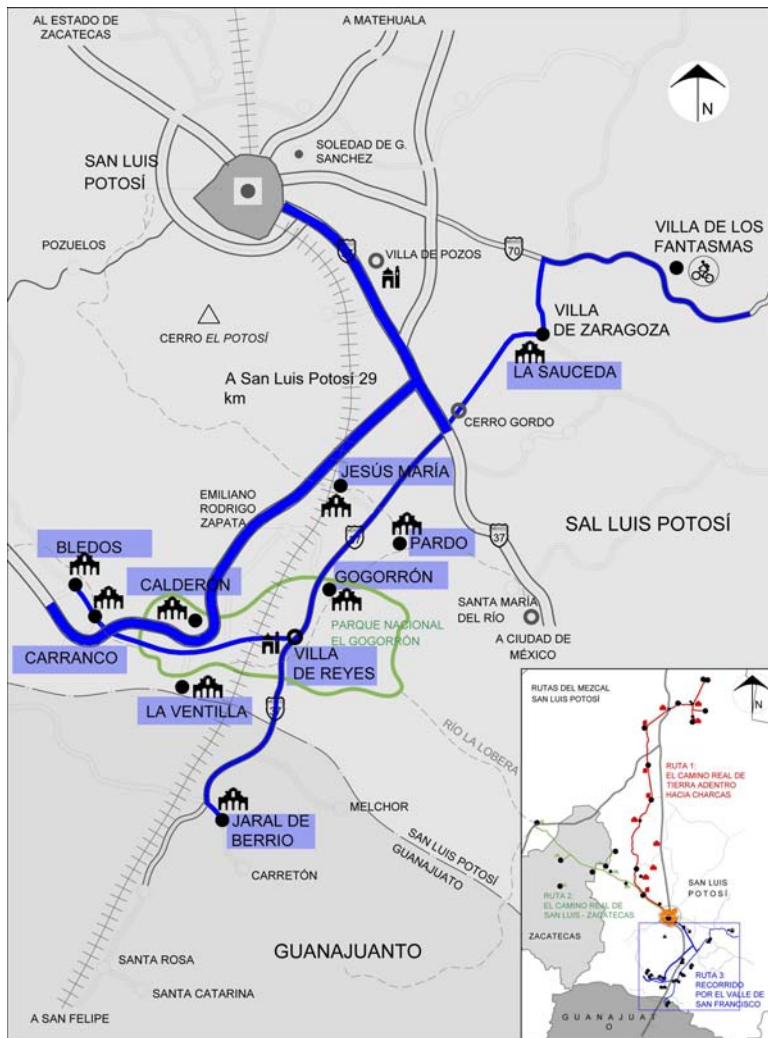 AL ESTADO DE
ZACATECAS
A MATEHUALA
N
SOLEDAD DE G.
SANCHEZ
SAN LUIS
POTOSÍ
POZUELOS
VILLA DE POZOS
70
VILLA DE LOS
FANTASMAS
CERRO EL POTOSÍ
VILLA
DE ZARAGOZA
LA SAUCEDA
A San Luis Potosí 29
km
CERRO GORDO
JESÚS MARÍA
EMILIANO
RODRIGO
ZAPATA
SAL LUIS POTOSÍ
37
37
PARDO
BLEDOS
CALDERÓN
GOGORRÓN
SANTA MARÍA
DEL RÍO
PARQUE NACIONAL
EL GOGORRÓN
A CIUDAD DE
MÉXICO
CARRANCO
VILLA
DE REYES
LA VENTILLA
37
RÍO LA LOBERA
MELCHOR
JARAL DE
BERRIO
SAN LUIS POTOSÍ
GUANAJUATO
CARRETÓN
GUANAJUANTO
SANTA ROSA
SANTA CATARINA
A SAN FELIPE
RUTAS DEL MEZCAL
SAN LUIS POTOSÍ
N
RUTA 1:
EL CAMINO REAL DE
TIERRA ADENTRO
HACIA CHARCAS
SAN LUIS
POTOSÍ
RUTA 2:
EL CAMINO REAL DE
SAN LUIS - ZACATECAS
ZACATECAS
RUTA 3:
RECORRIDO
POR EL VALLE DE
SAN FRANCISCO
GUANAJUAT
O